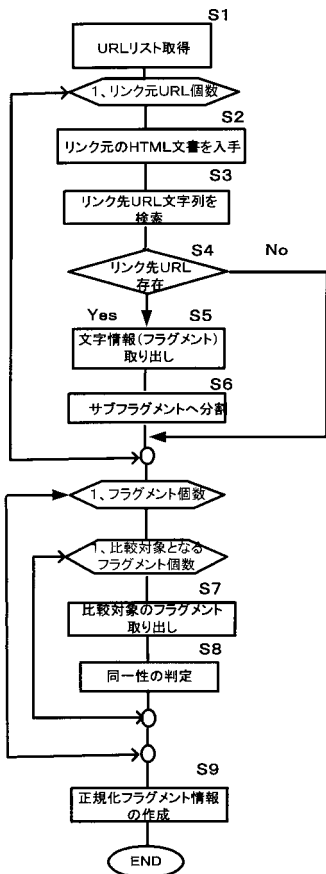 S1
URLリスト取得
1、リンク元URL個数
S2
リンク元のHTML文書を入手
S3
リンク先URL文字列を
検索
S4
No
リンク先URL
存在
Yes
S5
文字情報(フラグメント)
取り出し
S6
サブフラグメントへ分割
1、フラグメント個数
1、比較対象となる
フラグメント個数
S7
比較対象のフラグメント
取り出し
S8
同一性の判定
S9
正規化フラグメント情報
の作成
END